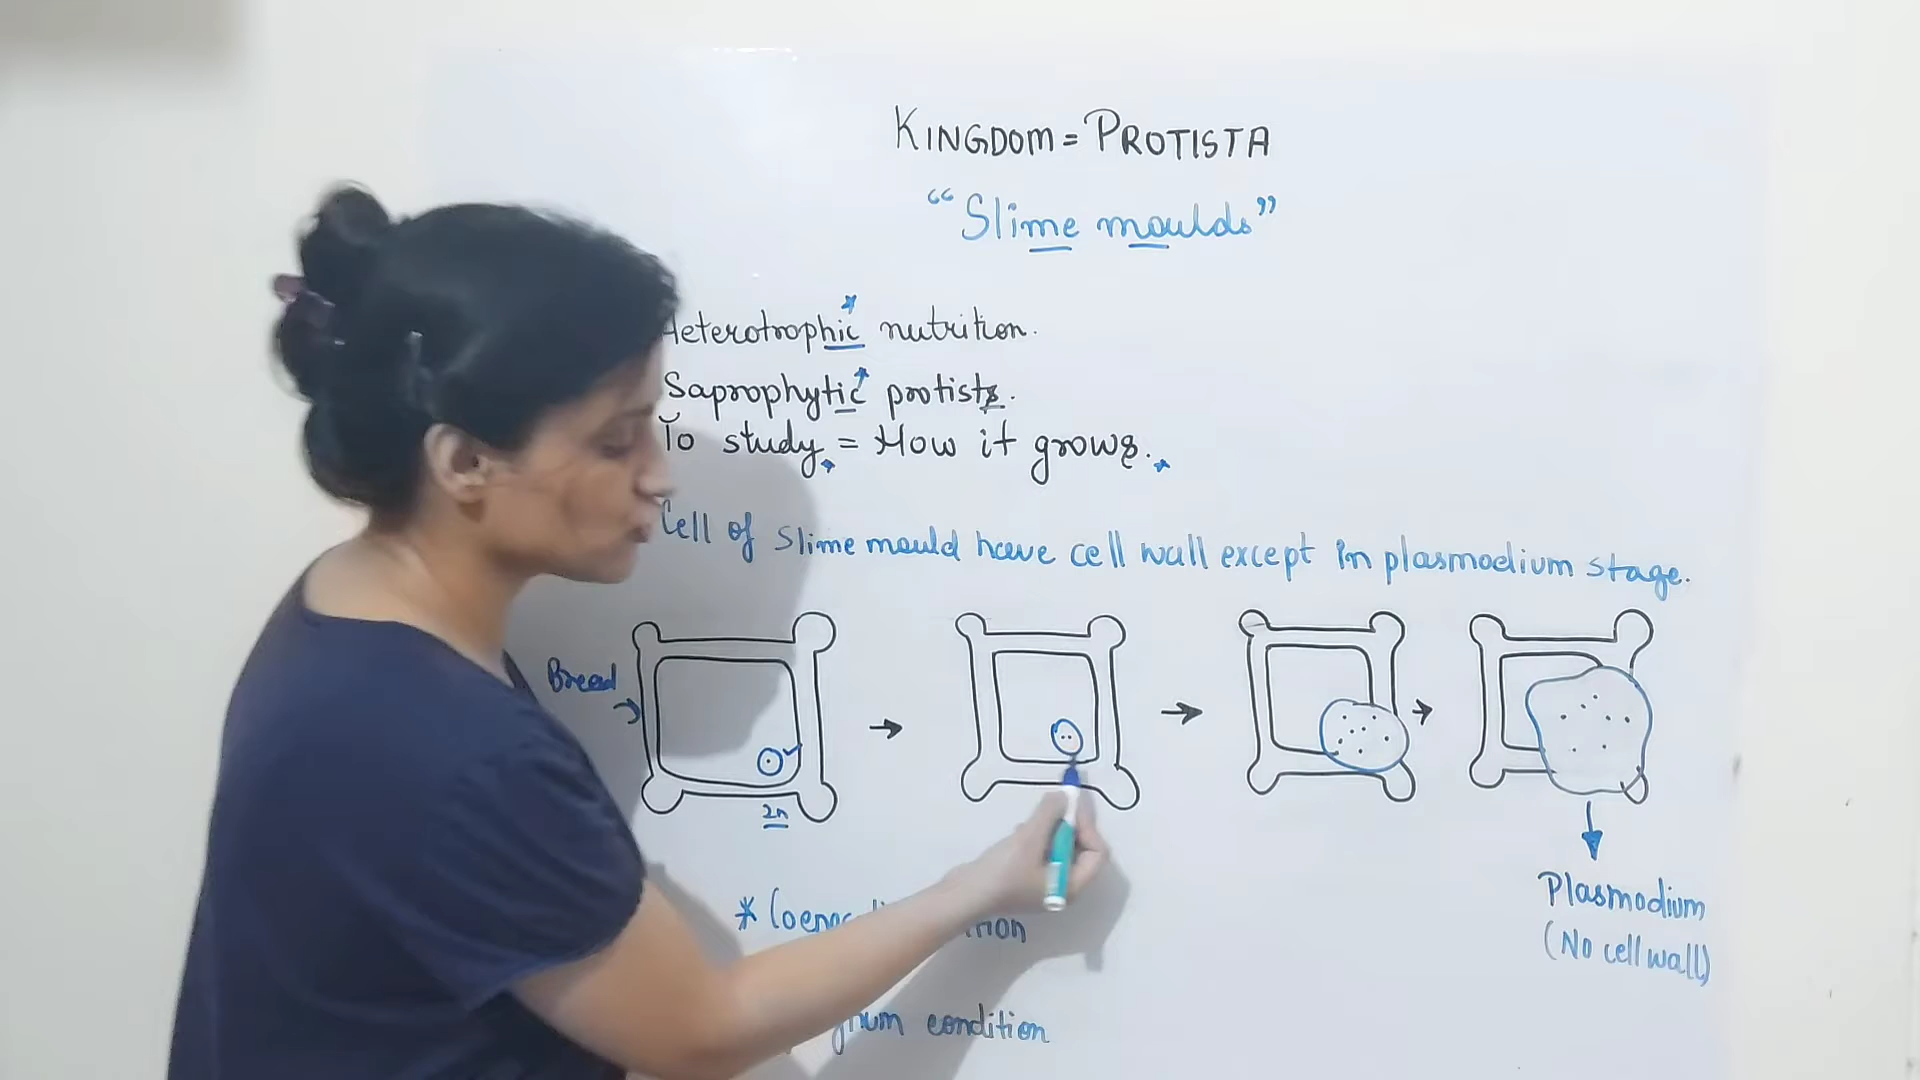 KINGDOM = PROTISTA
"Slime moulds"
Heterotrophic nutrition.
Saprophytic protists.
To study = How it grows.
Cell of slime mould have cell wall except in plasmodium stage.
Bread
2n
Plasmodium
(No cell wall)
condition